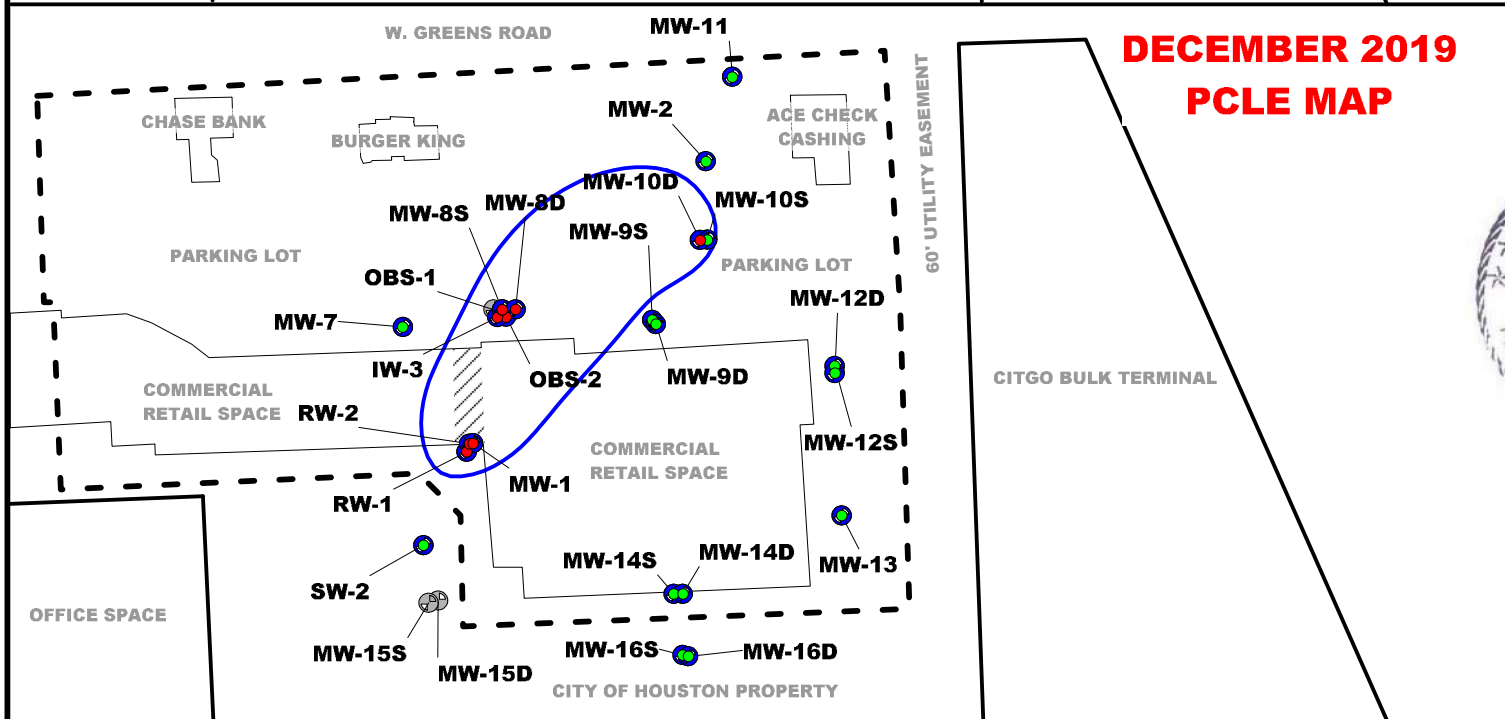 W. GREENS ROAD
MW-11
DECEMBER 2019
PCLE MAP
60' UTILITY EASEMENT
CHASE BANK
BURGER KING
MW-2
ACE CHECK
CASHING
MW-10D
MW-10S
MW-8S
MW-8D
MW-9S
PARKING LOT
PARKING LOT
OBS-1
MW-12D
MW-7
IW-3
OBS-2
MW-9D
CITGO BULK TERMINAL
COMMERCIAL
RETAIL SPACE
RW-2
MW-12S
COMMERCIAL
RETAIL SPACE
RW-1
MW-1
MW-14S
MW-14D
MW-13
SW-2
OFFICE SPACE
MW-15S
MW-15D
MW-16S
MW-16D
CITY OF HOUSTON PROPERTY